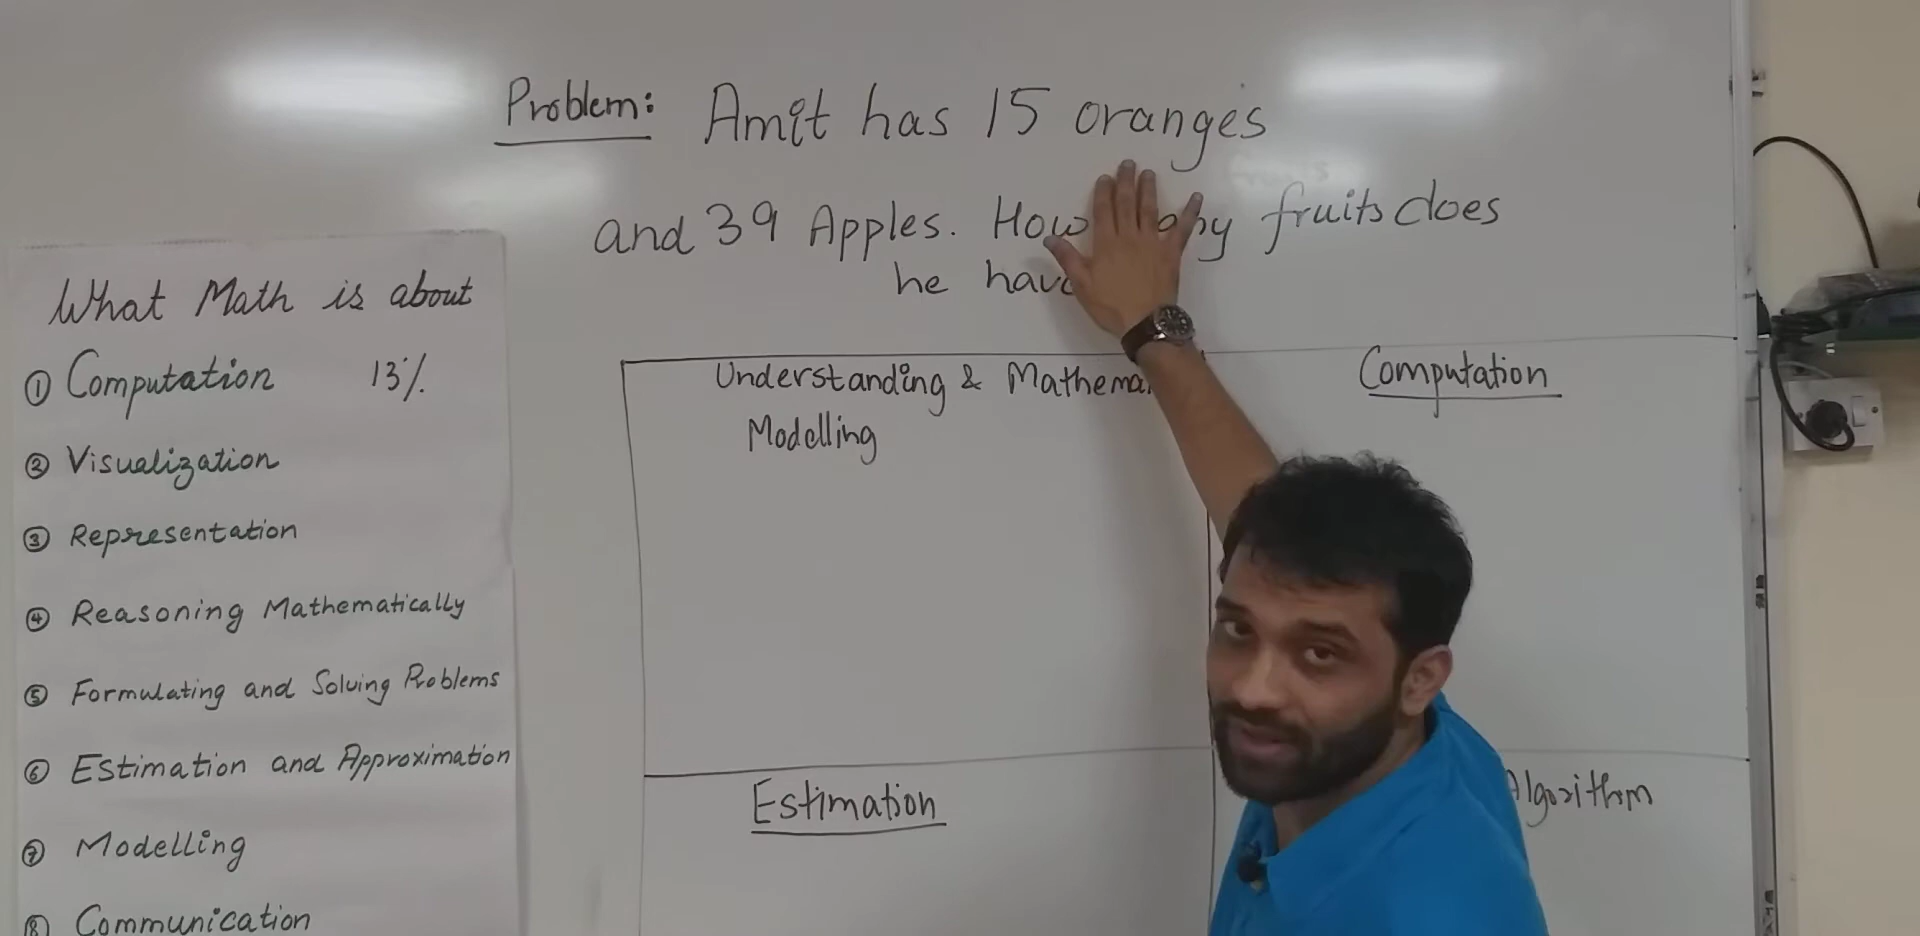 Problem: Amit has 15 oranges
and 39 Apples. How fruits does
he have
What Math is about
① Computation 13%
② Visualization
③ Representation
④ Reasoning Mathematically
⑤ Formulating and Solving Problems
⑥ Estimation and Approximation
⑦ Modelling
⑧ Communication
Understanding &
Modelling
Computation
Estimation
Algorithm